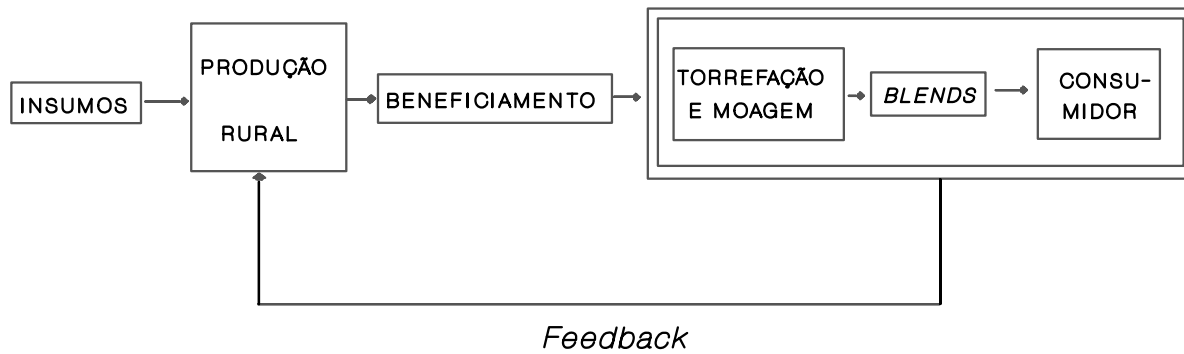 INSUMOS
PRODUÇÃO
RURAL
BENEFICIAMENTO
TORREFAÇÃO
E MOAGEM
BLENDS
CONSU-
MIDOR
Feedback